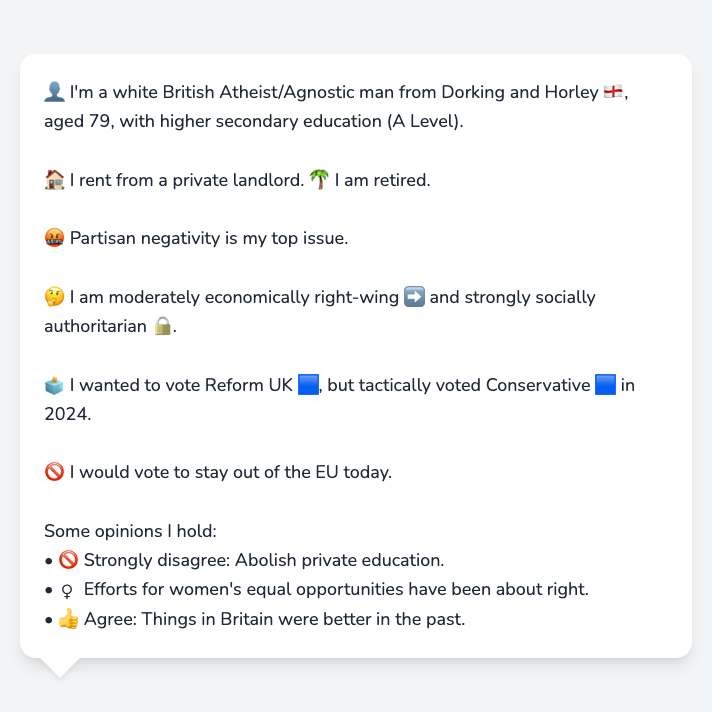 👤 I'm a white British Atheist/Agnostic man from Dorking and Horley 🏴󠁧󠁢󠁥󠁮󠁧󠁿,
aged 79, with higher secondary education (A Level).
🏠 I rent from a private landlord. 🌴 I am retired.
🤬 Partisan negativity is my top issue.
🤔 I am moderately economically right-wing ➡️ and strongly socially
authoritarian 🔒.
🗳️ I wanted to vote Reform UK 🟦, but tactically voted Conservative 🟦 in
2024.
🚫 I would vote to stay out of the EU today.
Some opinions I hold:
• 🚫 Strongly disagree: Abolish private education.
• ♀ Efforts for women's equal opportunities have been about right.
• 👍 Agree: Things in Britain were better in the past.